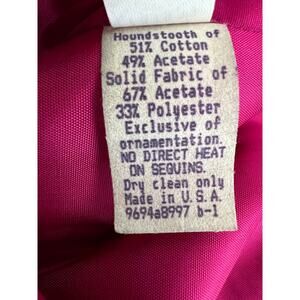 Houndstooth of
51% Cotton
49% Acetate
Solid Fabric of
67% Acetate
33% Polyester
Exclusive of
ornamentation.
NO DIRECT HEAT
ON SEQUINS.
Dry clean only
Made in U.S.A.
9694a8997 b-1